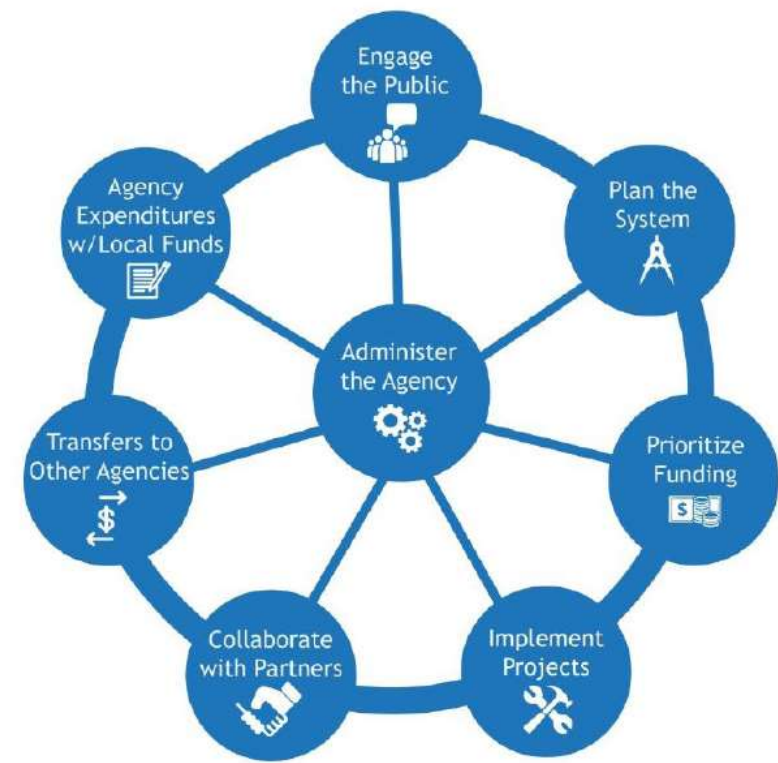 Engage
the Public
Plan the
System
Prioritize
Funding
$
Implement
Projects
Collaborate
with Partners
Transfers to
Other Agencies
$
Agency
Expenditures
w/Local Funds
Administer
the Agency